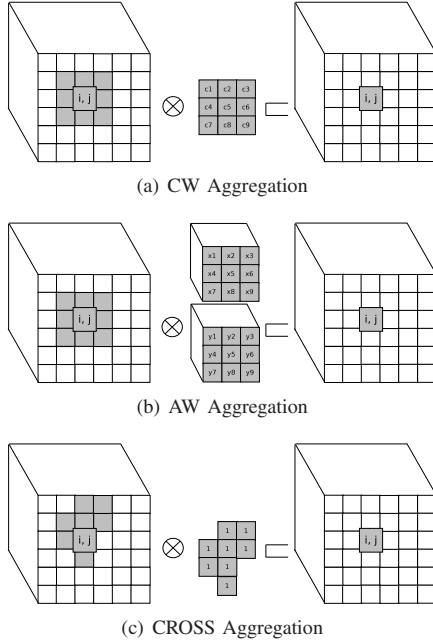 i, j
c1 c2 c3
c4 c5 c6
c7 c8 c9
i, j
(a) CW Aggregation
x1 x2 x3
x4 x5 x6
x7 x8 x9
i, j
y1 y2 y3
y4 y5 y6
y7 y8 y9
i, j
(b) AW Aggregation
i, j
1 1
1 1 1
1 1
1
i, j
(c) CROSS Aggregation